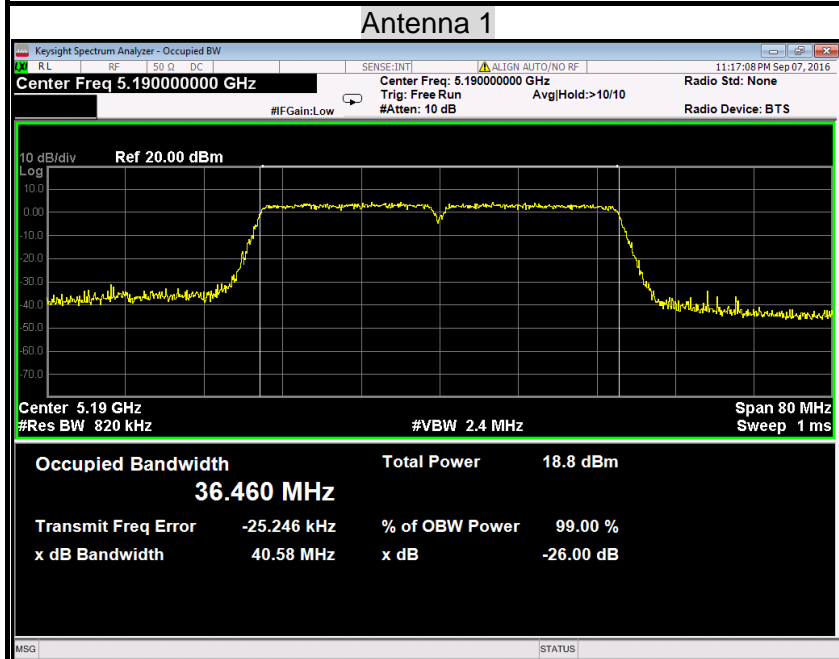 Antenna 1
Keysight Spectrum Analyzer - Occupied BW
LXI RL RF 50 Ω DC SENSE:INT ALIGN AUTO/NO RF 11:17:08 PM Sep 07, 2016
Center Freq 5.190000000 GHz Center Freq: 5.190000000 GHz Radio Std: None
Trig: Free Run Avg|Hold:>10/10
#IFGain:Low #Atten: 10 dB Radio Device: BTS
10 dB/div Ref 20.00 dBm
Log
10.0
0.00
-10.0
-20.0
-30.0
-40.0
-50.0
-60.0
-70.0
Center 5.19 GHz Span 80 MHz
#Res BW 820 kHz #VBW 2.4 MHz Sweep 1 ms
Occupied Bandwidth Total Power 18.8 dBm
36.460 MHz
Transmit Freq Error -25.246 kHz % of OBW Power 99.00 %
x dB Bandwidth 40.58 MHz x dB -26.00 dB
MSG STATUS